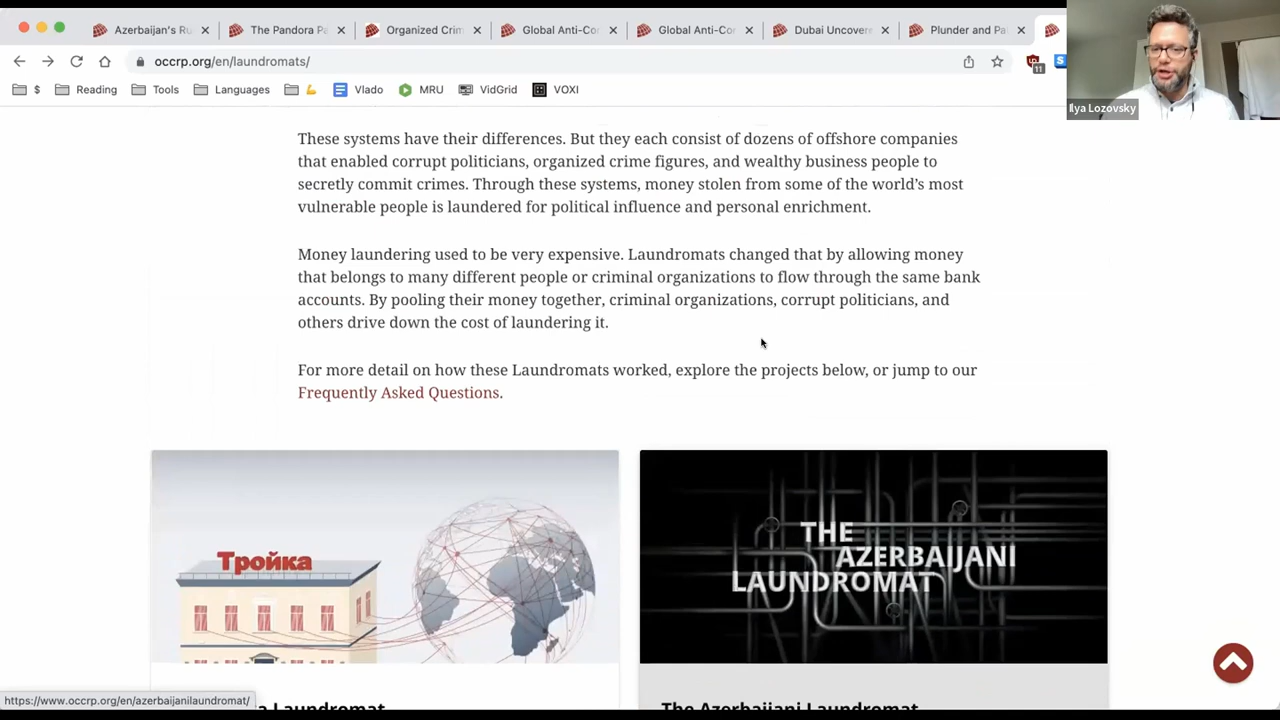 Azerbaijan's Ru
The Pandora Pa
Organized Crim
Global Anti-Cor
Global Anti-Cor
Dubai Uncovere
Plunder and Pa
occrp.org/en/laundromats/
11
S
$
Reading
Tools
Languages
Vlado
MRU
VidGrid
VOXI
Ilya Lozovsky
These systems have their differences. But they each consist of dozens of offshore companies
that enabled corrupt politicians, organized crime figures, and wealthy business people to
secretly commit crimes. Through these systems, money stolen from some of the world's most
vulnerable people is laundered for political influence and personal enrichment.
Money laundering used to be very expensive. Laundromats changed that by allowing money
that belongs to many different people or criminal organizations to flow through the same bank
accounts. By pooling their money together, criminal organizations, corrupt politicians, and
others drive down the cost of laundering it.
For more detail on how these Laundromats worked, explore the projects below, or jump to our
Frequently Asked Questions.
Тройка
THE
AZERBAIJANI
LAUNDROMAT
https://www.occrp.org/en/azerbaijanilaundromat/
a Laundromat
The Azerbaijani Laundromat